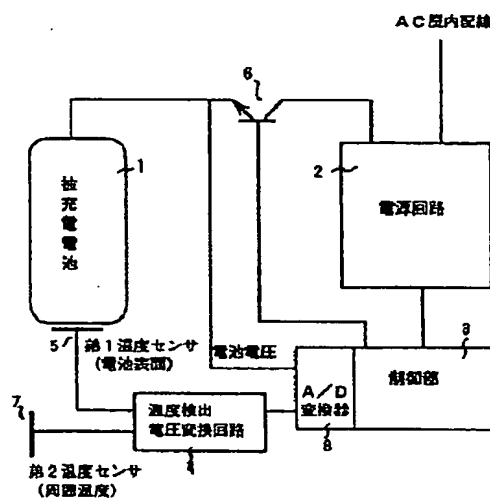 AC屋内配線
6
1
被充電電池
2
電源回路
5
第1温度センサ
(電池表面)
電池電圧
3
制御部
A/D
変換器
8
7
温度検出
電圧変換回路
4
第2温度センサ
(周囲温度)